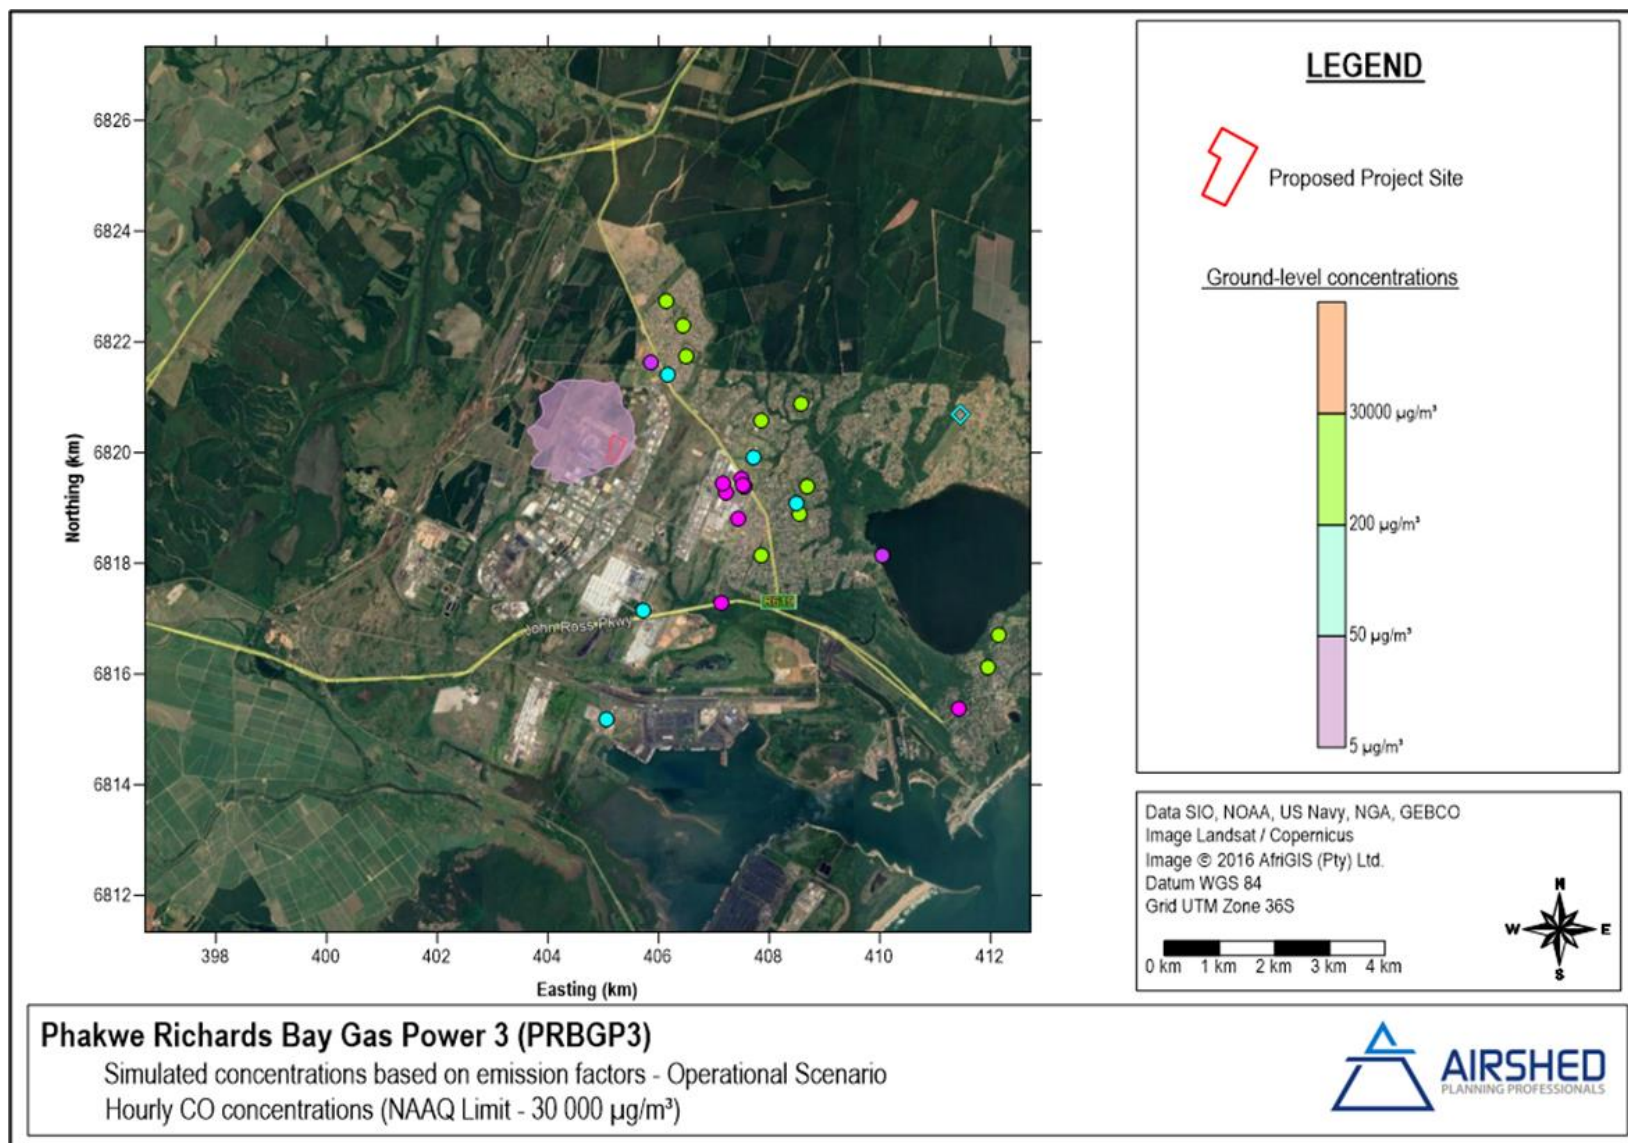 LEGEND
Proposed Project Site
Ground-level concentrations
30000 µg/m³
200 µg/m³
50 µg/m³
5 µg/m³
Northing (km)
6826
6824
6822
6820
6818
6816
6814
6812
John Ross Pkwy
398 400 402 404 406 408 410 412
Easting (km)
Data SIO, NOAA, US Navy, NGA, GEBCO
Image Landsat / Copernicus
Image © 2016 AfriGIS (Pty) Ltd.
Datum WGS 84
Grid UTM Zone 36S
0 km 1 km 2 km 3 km 4 km
N
W E
S
Phakwe Richards Bay Gas Power 3 (PRBGP3)
Simulated concentrations based on emission factors - Operational Scenario
Hourly CO concentrations (NAAQ Limit - 30 000 µg/m³)
AIRSHED
PLANNING PROFESSIONALS